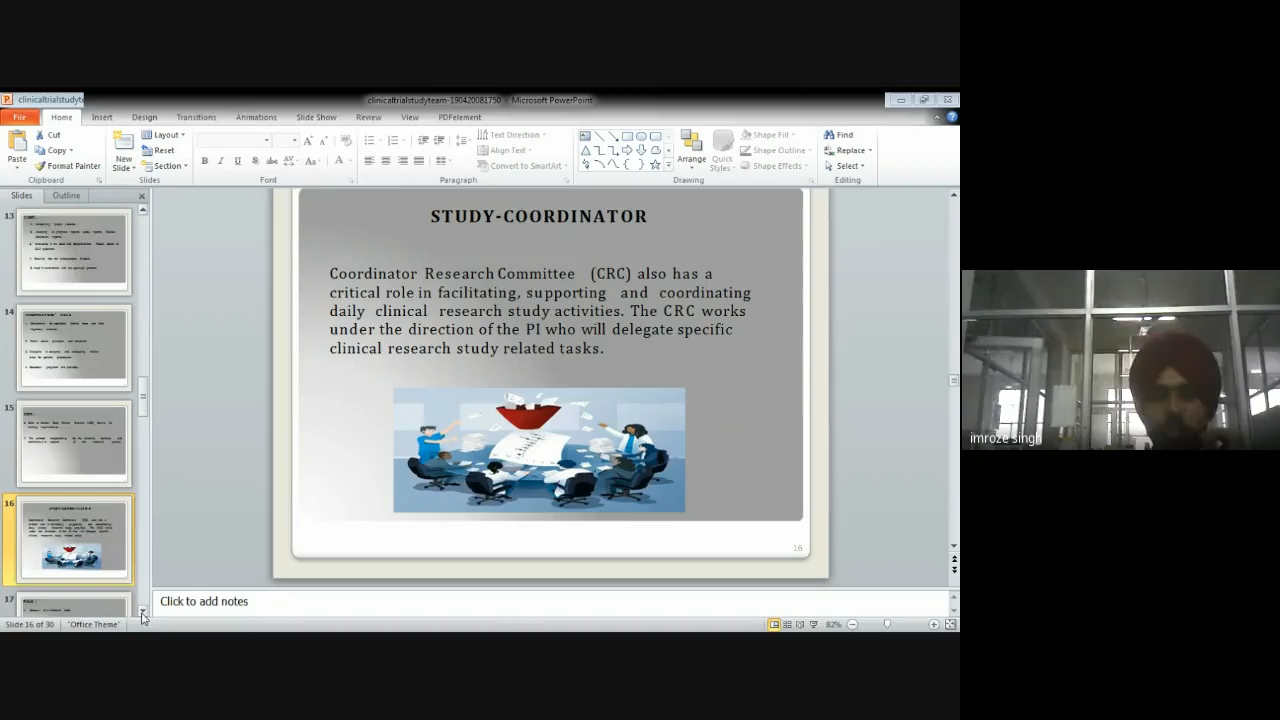 clinicaltrialstudyte
clinicaltrialstudyteam-190420081750 - Microsoft PowerPoint
File Home Insert Design Transitions Animations Slide Show Review View PDFelement
Paste
Cut
Copy
Format Painter
Clipboard
New
Slide
Layout
Reset
Section
Slides
B I U S abc AV Aa A
Font
Text Direction
Align Text
Convert to SmartArt
Paragraph
Arrange
Quick
Styles
Shape Fill
Shape Outline
Shape Effects
Drawing
Find
Replace
Select
Editing
Slides Outline
13
14
15
16
17
STUDY-COORDINATOR
Coordinator Research Committee (CRC) also has a
critical role in facilitating, supporting and coordinating
daily clinical research study activities. The CRC works
under the direction of the PI who will delegate specific
clinical research study related tasks.
16
Click to add notes
Slide 16 of 30 "Office Theme" 82%
imroze singh